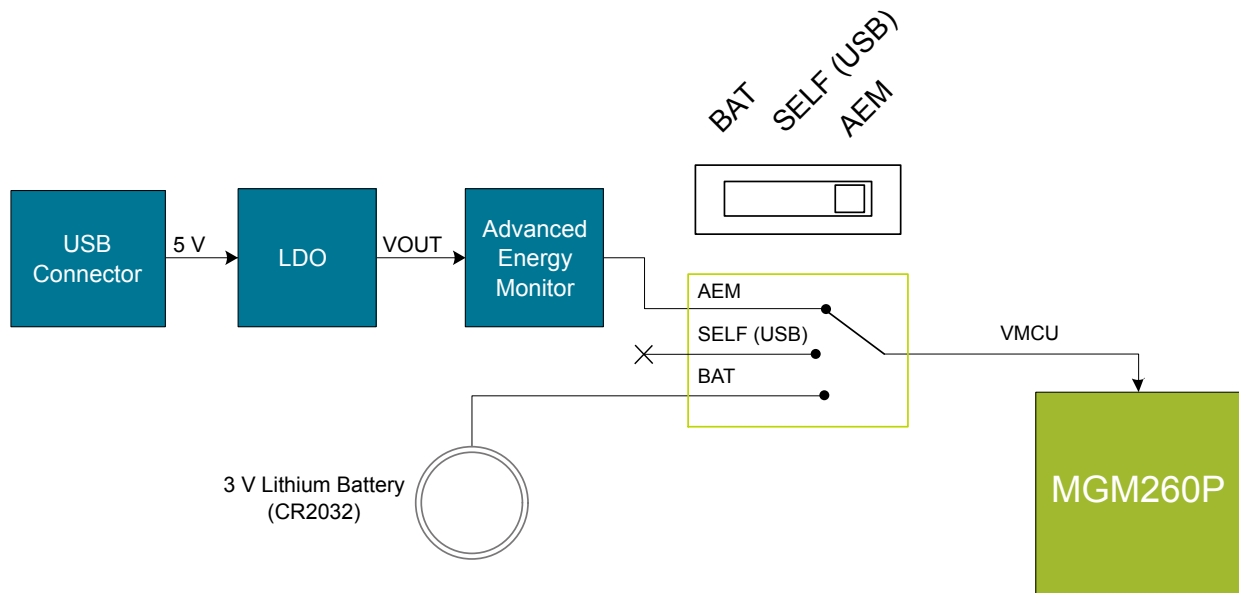 BAT
SELF (USB)
AEM
USB
Connector
5 V
LDO
VOUT
Advanced
Energy
Monitor
AEM
SELF (USB)
BAT
VMCU
3 V Lithium Battery
(CR2032)
MGM260P